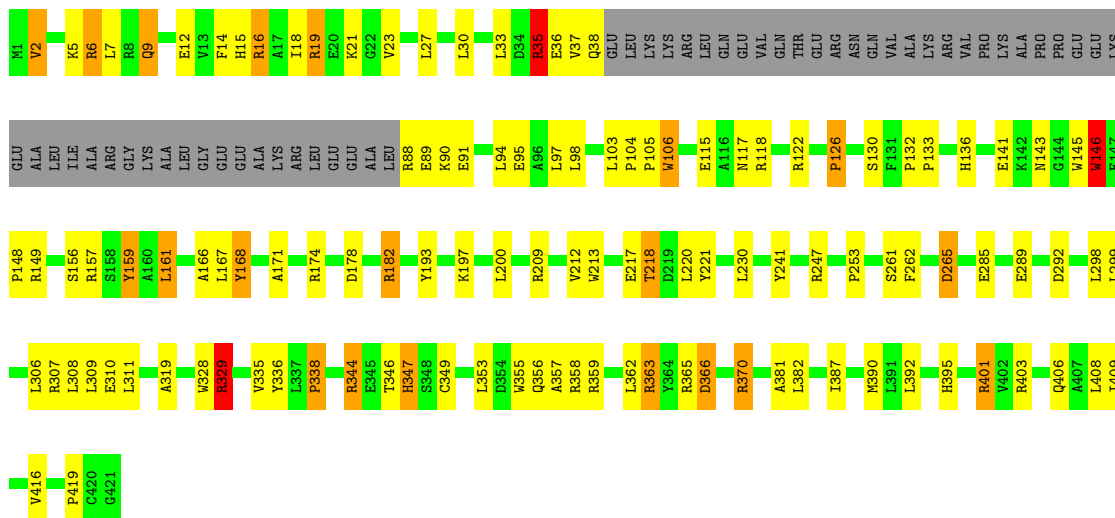 M1 V2 K5 R6 L7 R8 Q9 E12 V13 F14 H15 R16 A17 I18 R19 E20 K21 G22 V23 L27 L30 L33 D34 R35 E36 V37 Q38 GLU LEU LYS LYS ARG LEU GLN GLU VAL GLN THR GLU ARG ASN GLN VAL ALA LYS ARG VAL PRO LYS ALA PRO PRO GLU GLU LYS
GLU ALA LEU ILE ALA ARG GLY LYS ALA LEU GLY GLU GLU ALA LYS ARG LEU GLU GLU ALA LEU R88 E89 K90 E91 L94 E95 A96 L97 L98 L103 P104 P105 W106 E115 A116 N117 R118 R122 P126 S130 F131 P132 P133 H136 E141 K142 N143 G144 W145 W146
P148 R149 S156 R157 S158 Y159 A160 L161 A166 L167 Y168 A171 R174 D178 R182 Y193 K197 L200 R209 V212 W213 E217 T218 D219 L220 Y221 L230 Y241 R247 P253 S261 F262 D265 E285 E289 D292 L298
L306 R307 L308 L309 E310 L311 A319 W328 R329 V335 Y336 L337 P338 R344 E345 T346 H347 S348 C349 L353 D354 W355 Q356 A357 R358 R359 L362 R363 Y364 R365 D366 R370 A381 L382 I387 M390 L391 L392 H395 R401 V402 R403 Q406 A407 L408
V416 P419 C420 G421